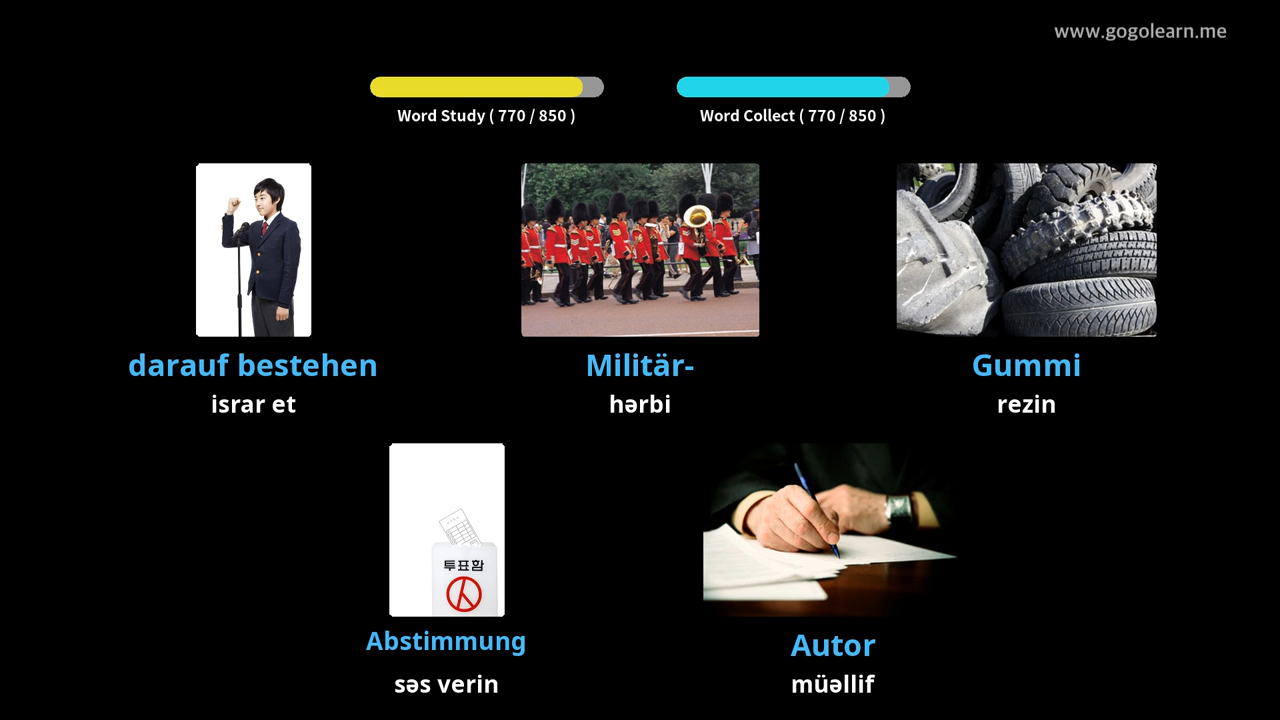 www.gogolearn.me
Word Study ( 770 / 850 )
Word Collect ( 770 / 850 )
darauf bestehen
israr et
Militär-
hərbi
Gummi
rezin
투표함
Abstimmung
səs verin
Autor
müəllif